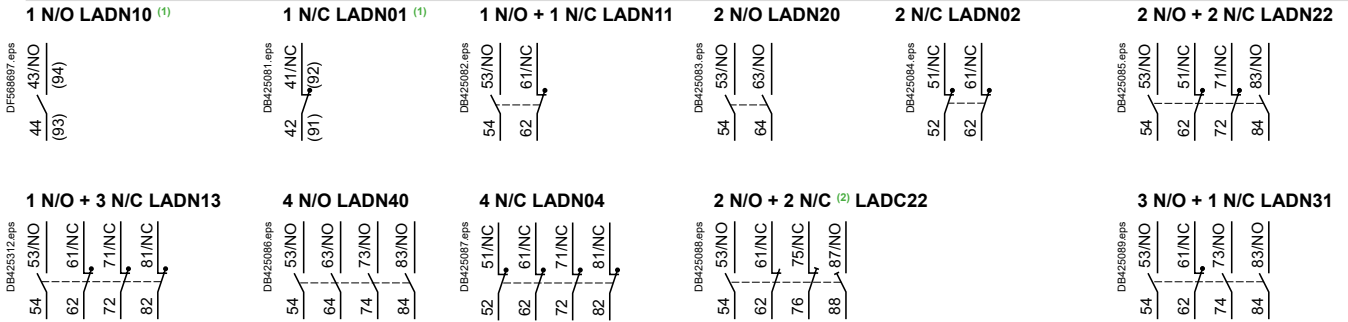 1 N/O LADN10 (1)
DF568697.eps
43/NO
(94)
44
(93)
1 N/C LADN01 (1)
DB425081.eps
41/NC
(92)
42
(91)
1 N/O + 1 N/C LADN11
DB425082.eps
53/NO
61/NC
54
62
2 N/O LADN20
DB425083.eps
53/NO
63/NO
54
64
2 N/C LADN02
DB425084.eps
51/NC
61/NC
52
62
2 N/O + 2 N/C LADN22
DB425085.eps
53/NO
51/NC
71/NC
83/NO
54
62
72
84
1 N/O + 3 N/C LADN13
DB425312.eps
53/NO
61/NC
71/NC
81/NC
54
62
72
82
4 N/O LADN40
DB425086.eps
53/NO
63/NO
73/NO
83/NO
54
64
74
84
4 N/C LADN04
DB425087.eps
51/NC
61/NC
71/NC
81/NC
52
62
72
82
2 N/O + 2 N/C (2) LADC22
DB425088.eps
53/NO
61/NC
75/NC
87/NO
54
62
76
88
3 N/O + 1 N/C LADN31
DB425089.eps
53/NO
61/NC
73/NO
83/NO
54
62
74
84